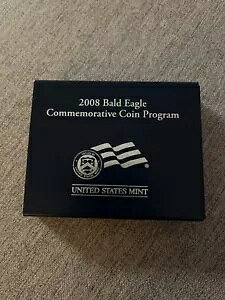 2008 Bald Eagle
Commemorative Coin Program
UNITED STATES MINT